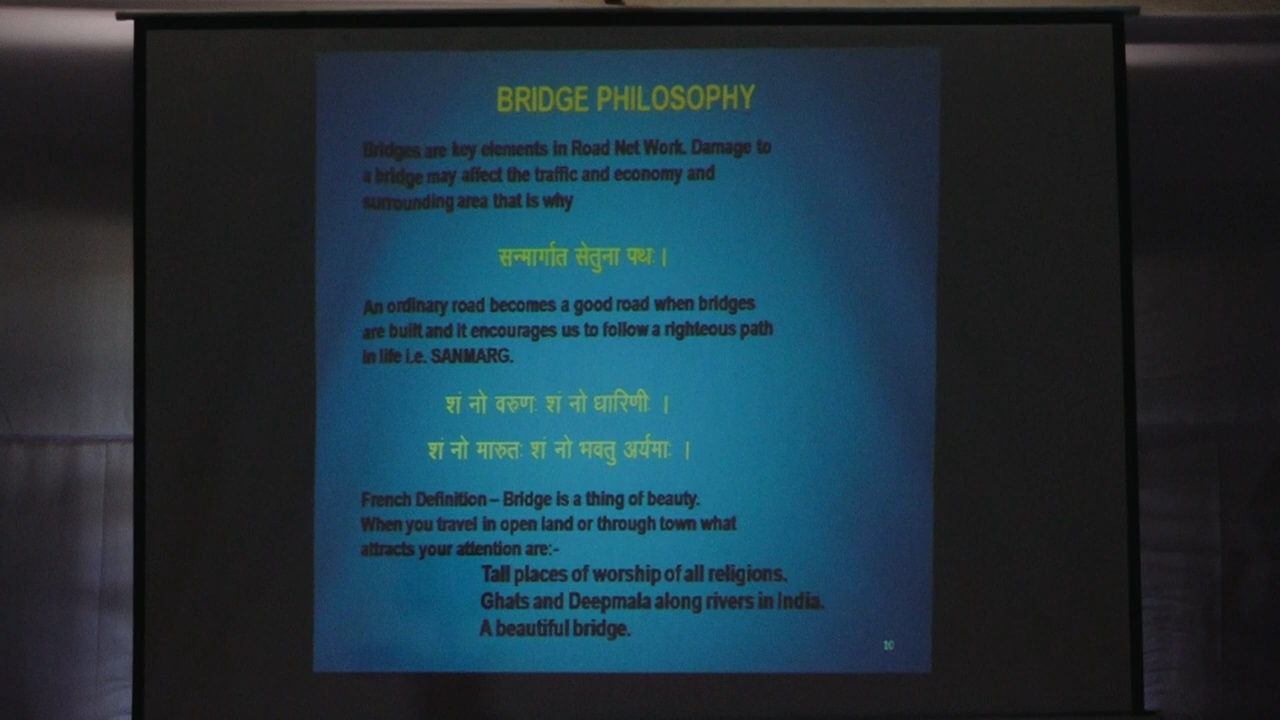 BRIDGE PHILOSOPHY
Bridges are key elements in Road Net Work. Damage to
a bridge may affect the traffic and economy and
surrounding area that is why
सन्मार्गात सेतुना पथः।
An ordinary road becomes a good road when bridges
are built and it encourages us to follow a righteous path
in life i.e. SANMARG.
शं नो वरुणः शं नो धारिणीः ।
शं नो मारुतः शं नो भवतु अर्यमाः ।
French Definition – Bridge is a thing of beauty.
When you travel in open land or through town what
attracts your attention are:-
Tall places of worship of all religions.
Ghats and Deepmala along rivers in India.
A beautiful bridge.
10